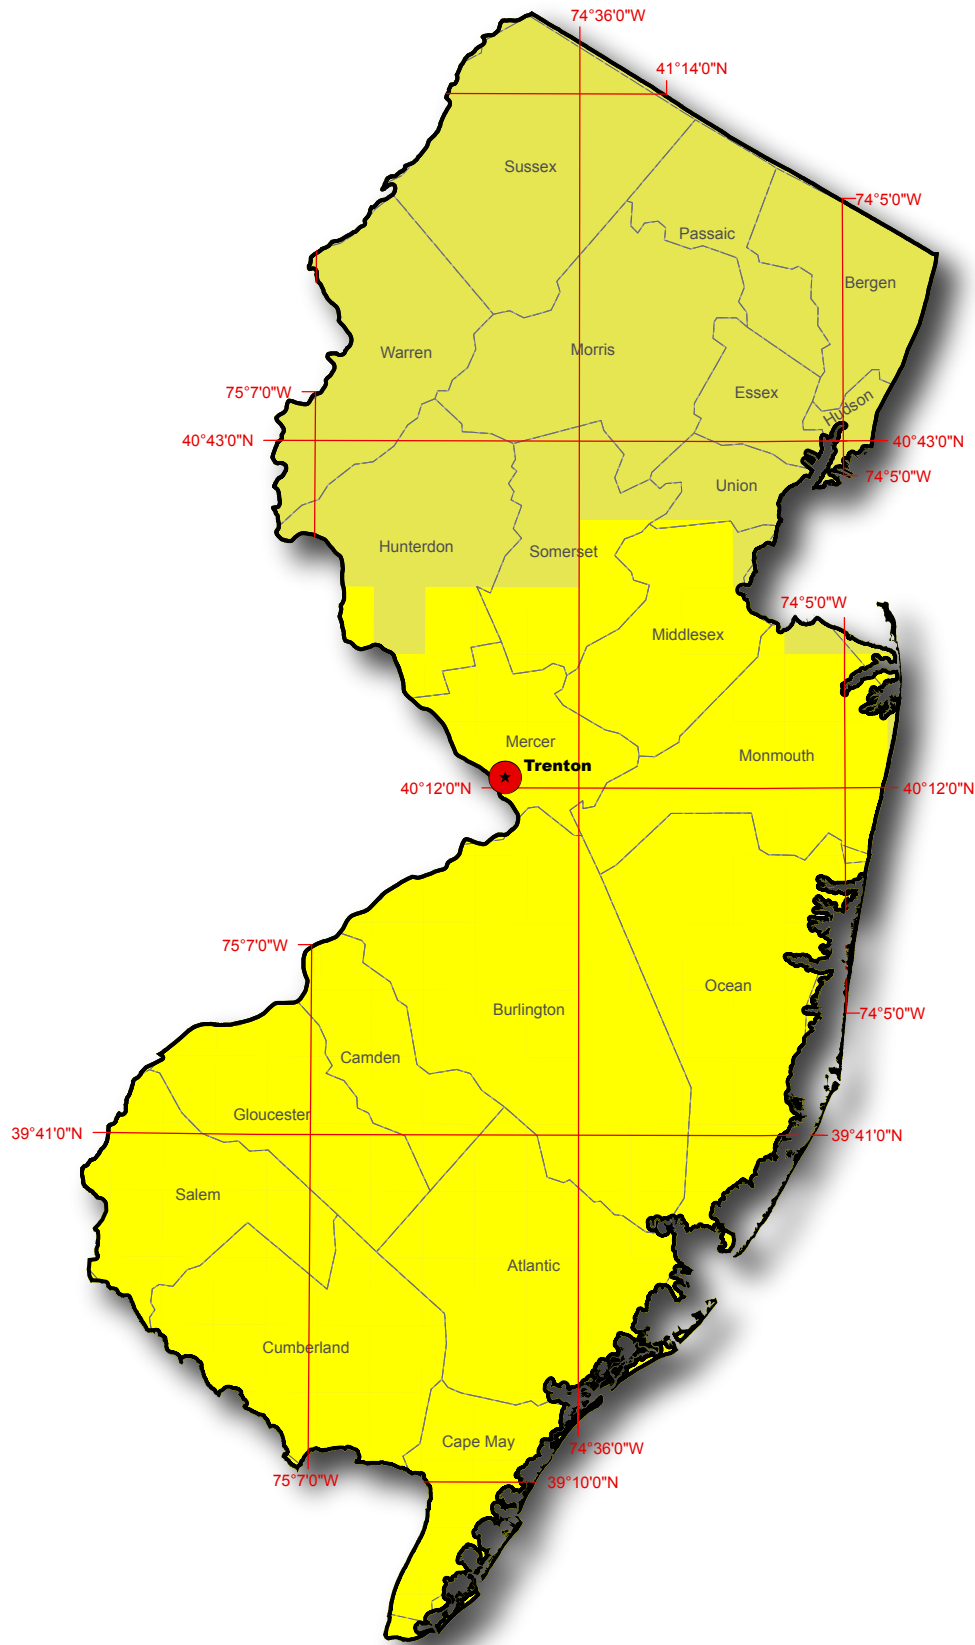 74°36'0"W
41°14'0"N
Sussex
74°5'0"W
Passaic
Bergen
Warren
Morris
75°7'0"W
Essex
Hudson
40°43'0"N
40°43'0"N
74°5'0"W
Union
Hunterdon
Somerset
74°5'0"W
Middlesex
Mercer
Monmouth
Trenton
40°12'0"N
40°12'0"N
75°7'0"W
Ocean
Burlington
74°5'0"W
Camden
Gloucester
39°41'0"N
39°41'0"N
Salem
Atlantic
Cumberland
Cape May
74°36'0"W
75°7'0"W
39°10'0"N